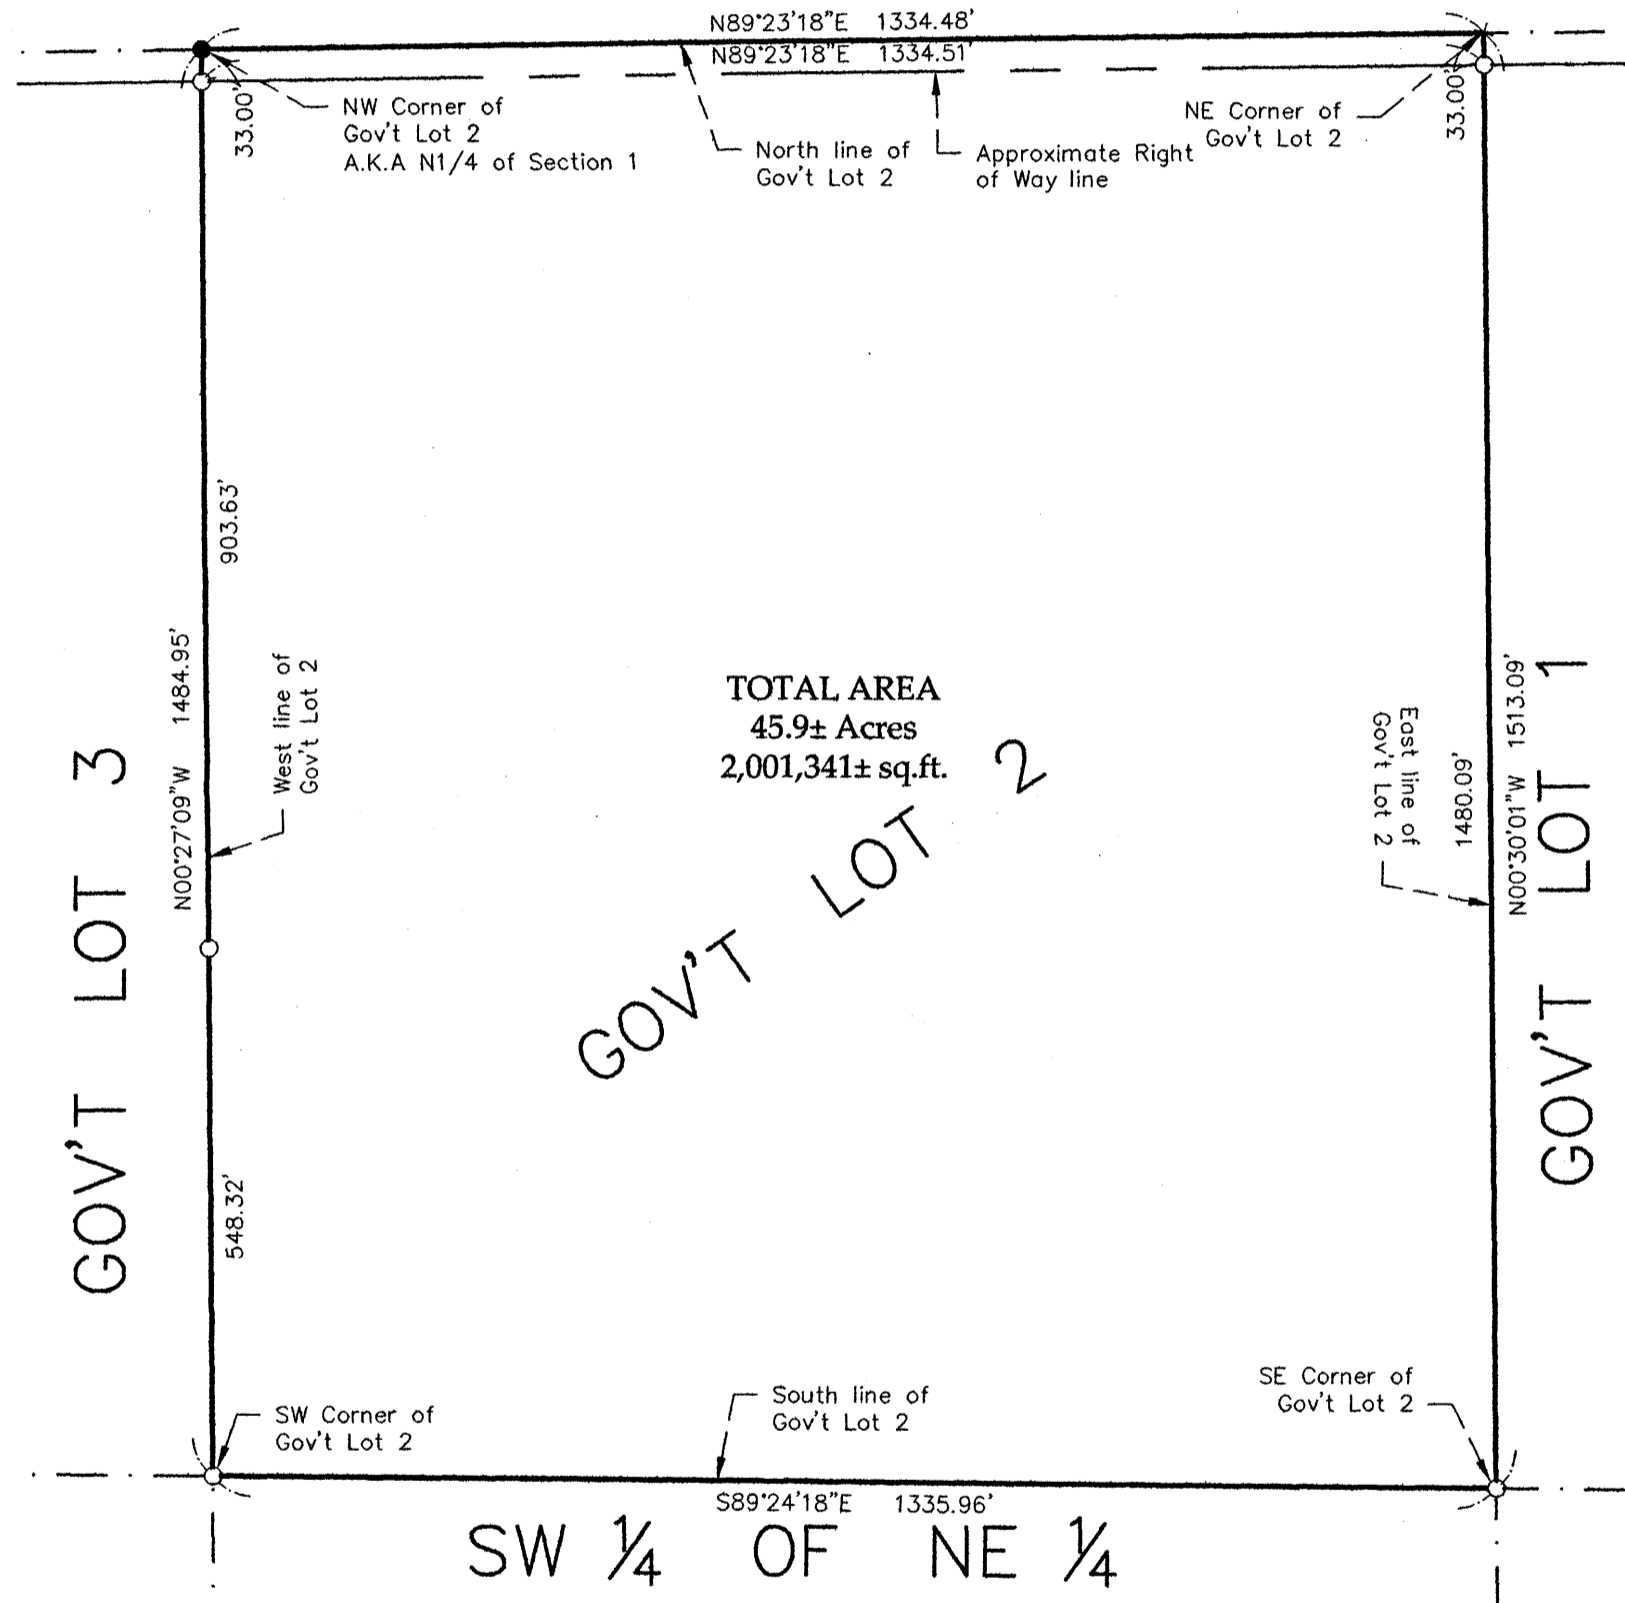 N89°23'18"E 1334.48'
N89°23'18"E 1334.51'
33.00'
NW Corner of
Gov't Lot 2
A.K.A N1/4 of Section 1
North line of
Gov't Lot 2
Approximate Right
of Way line
NE Corner of
Gov't Lot 2
33.00'
903.63'
N00°27'09"W 1484.95'
West line of
Gov't Lot 2
GOV'T LOT 3
TOTAL AREA
45.9± Acres
2,001,341± sq.ft.
GOV'T LOT 2
East line of
Gov't Lot 2
1480.09'
N00°30'01"W 1513.09'
GOV'T LOT 1
548.32'
SW Corner of
Gov't Lot 2
South line of
Gov't Lot 2
SE Corner of
Gov't Lot 2
S89°24'18"E 1335.96'
SW 1/4 OF NE 1/4